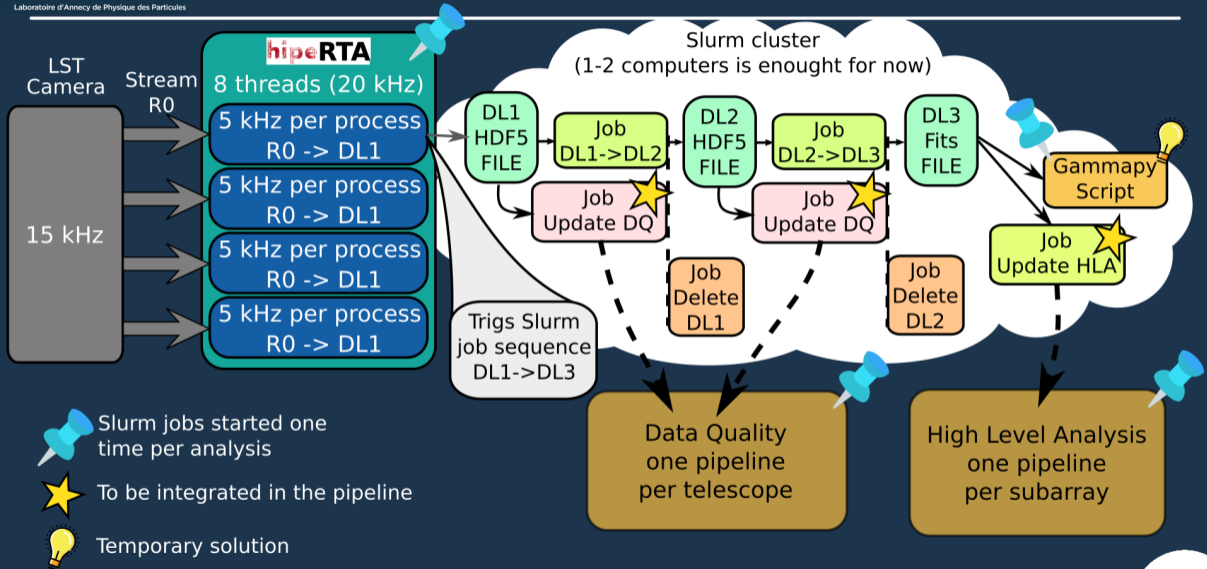 Laboratoire d'Annecy de Physique des Particules
LST
Camera
15 kHz
Stream
R0
hipeRTA
8 threads (20 kHz)
5 kHz per process
R0 -> DL1
5 kHz per process
R0 -> DL1
5 kHz per process
R0 -> DL1
5 kHz per process
R0 -> DL1
Trigs Slurm
job sequence
DL1->DL3
Slurm cluster
(1-2 computers is enought for now)
DL1
HDF5
FILE
Job
DL1->DL2
Job
Update DQ
Job
Delete
DL1
DL2
HDF5
FILE
Job
DL2->DL3
Job
Update DQ
Job
Delete
DL2
DL3
Fits
FILE
Gammapy
Script
Job
Update HLA
Data Quality
one pipeline
per telescope
High Level Analysis
one pipeline
per subarray
Slurm jobs started one
time per analysis
To be integrated in the pipeline
Temporary solution